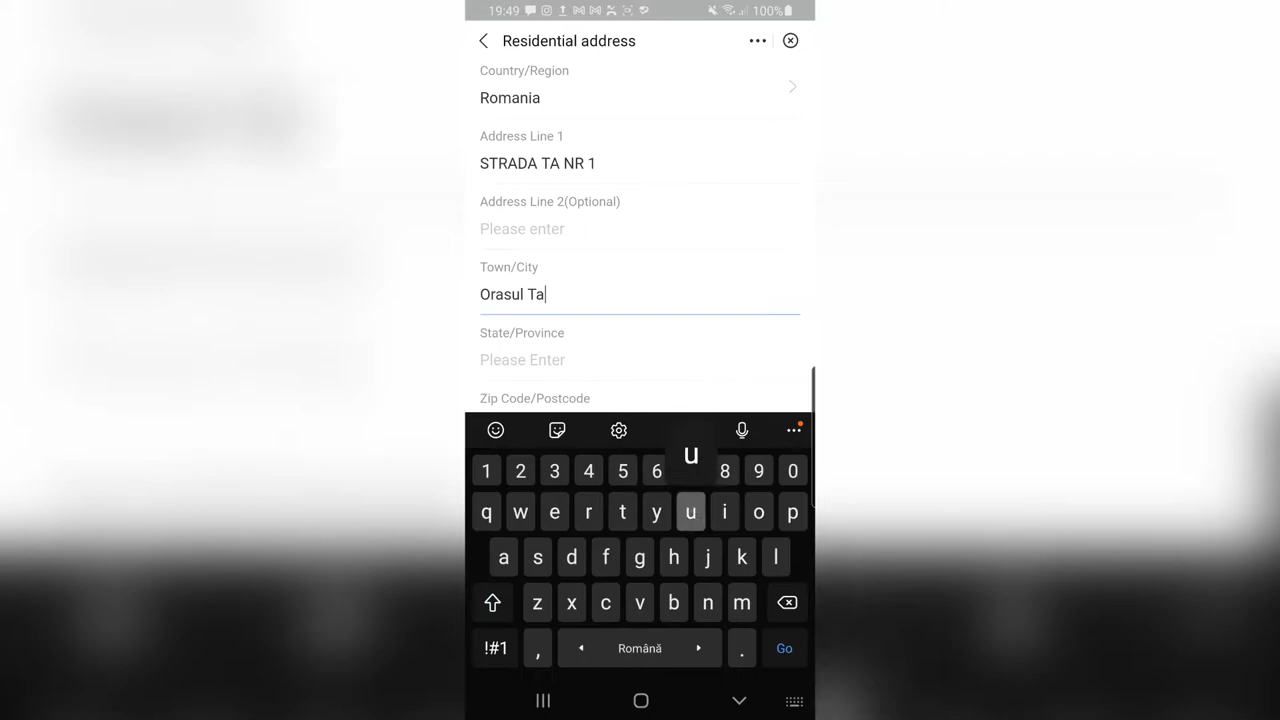 19:49 100%
Residential address
Country/Region
Romania
Address Line 1
STRADA TA NR 1
Address Line 2(Optional)
Please enter
Town/City
Orasul Ta
State/Province
Please Enter
Zip Code/Postcode
u
1 2 3 4 5 6 8 9 0
q w e r t y u i o p
a s d f g h j k l
z x c v b n m
!#1 , Română . Go